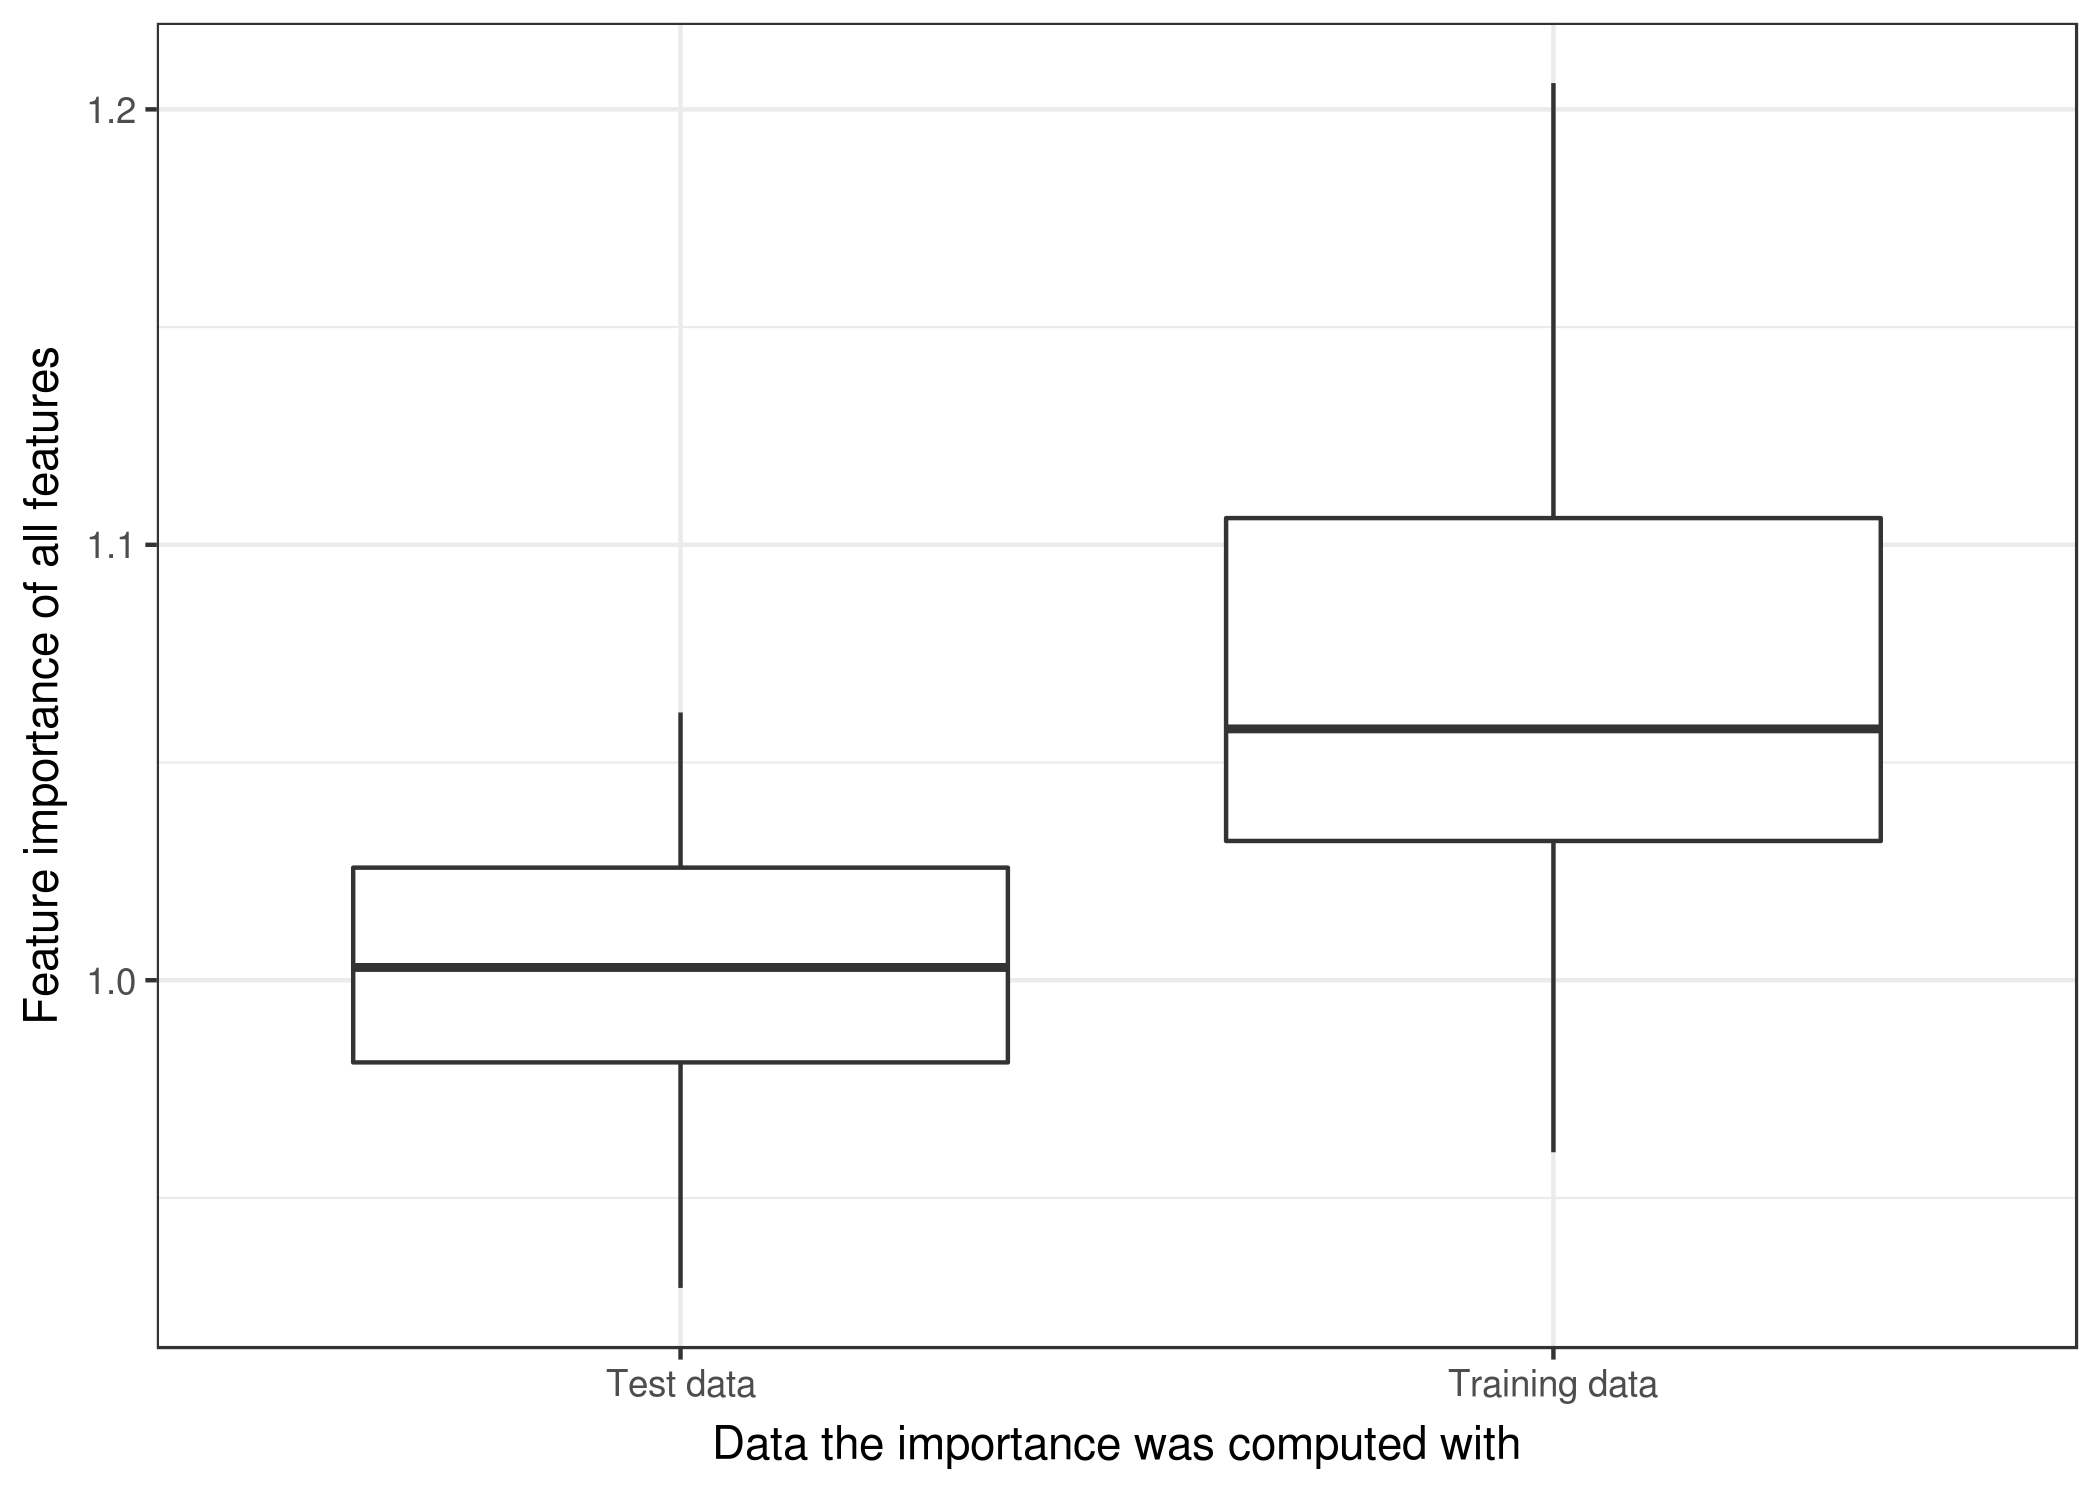 Feature importance of all features
1.2
1.1
1.0
Test data
Training data
Data the importance was computed with